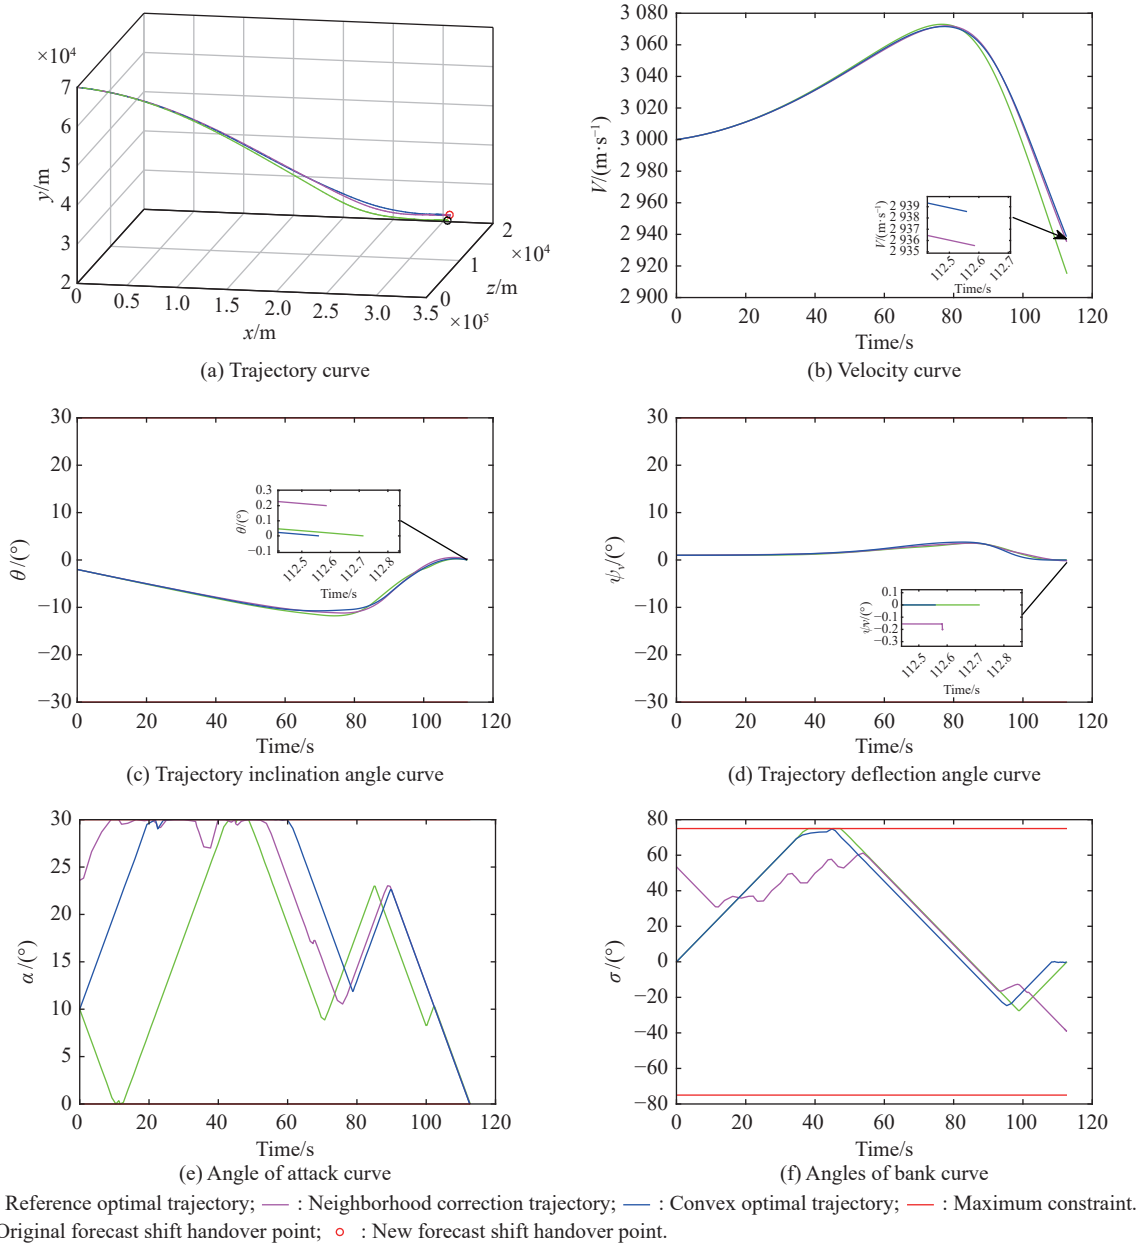 ×10⁴
7
6
5
4
3
2
y/m
0 0.5 1.0 1.5 2.0 2.5 3.0 3.5
×10⁵
x/m
0
1
2
×10⁴
z/m
(a) Trajectory curve
3 080
3 060
3 040
3 020
3 000
2 980
2 960
2 940
2 920
2 900
V/(m·s⁻¹)
2 939
2 938
2 937
2 936
2 935
V/(m·s⁻¹)
112.5 112.6 112.7
Time/s
0 20 40 60 80 100 120
Time/s
(b) Velocity curve
30
20
10
0
−10
−20
−30
θ/(°)
0.3
0.2
0.1
0
−0.1
θ/(°)
112.5 112.6 112.7 112.8
Time/s
0 20 40 60 80 100 120
Time/s
(c) Trajectory inclination angle curve
30
20
10
0
−10
−20
−30
ψᵥ/(°)
0.1
0
−0.1
−0.2
−0.3
ψv/(°)
112.5 112.6 112.7 112.8
Time/s
0 20 40 60 80 100 120
Time/s
(d) Trajectory deflection angle curve
30
25
20
15
10
5
0
α/(°)
0 20 40 60 80 100 120
Time/s
(e) Angle of attack curve
80
60
40
20
0
−20
−40
−60
−80
σ/(°)
0 20 40 60 80 100 120
Time/s
(f) Angles of bank curve
Reference optimal trajectory; : Neighborhood correction trajectory; : Convex optimal trajectory; : Maximum constraint.
Original forecast shift handover point; : New forecast shift handover point.